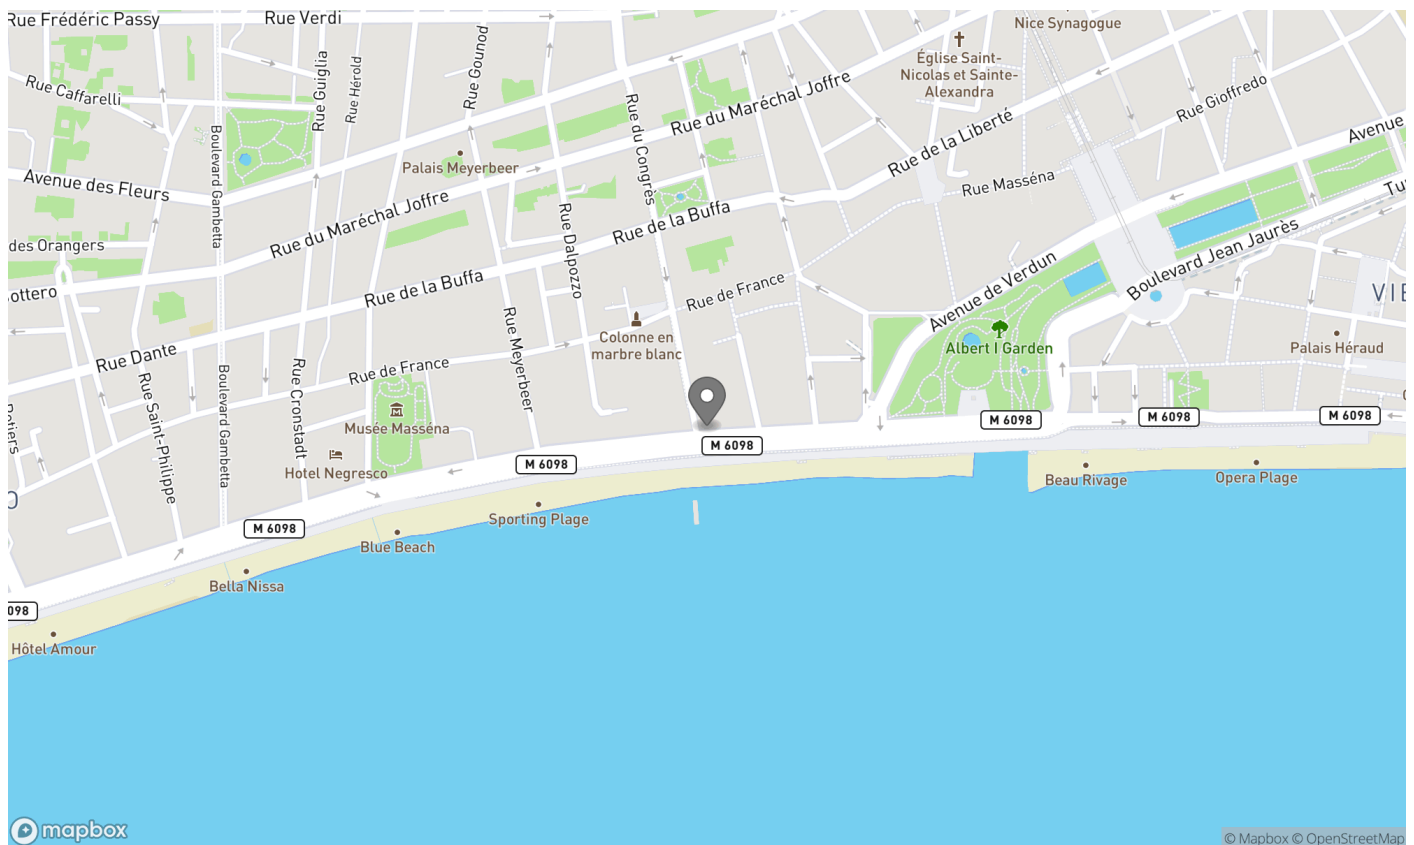 Rue Frédéric Passy
Rue Verdi
Nice Synagogue
Rue Gounod
Rue Guiglia
Rue Hérold
Église Saint-
Nicolas et Sainte-
Alexandra
Rue Caffarelli
Rue du Congrès
Rue du Maréchal Joffre
Rue de la Liberté
Rue Gioffredo
Avenue
Boulevard Gambetta
Palais Meyerbeer
Avenue des Fleurs
Rue Masséna
Rue du Maréchal Joffre
Rue Dalpozzo
Rue de la Buffa
des Orangers
Boulevard Jean Jaurès
Avenue de Verdun
Rue de la Buffa
Rue de France
VIE
Colonne en
marbre blanc
Albert I Garden
Palais Héraud
Rue Dante
Rue Meyerbeer
Rue de France
Rue Saint-Philippe
Boulevard Gambetta
Rue Cronstadt
Musée Masséna
M 6098
M 6098
M 6098
M 6098
M 6098
Hotel Negresco
Beau Rivage
Opera Plage
M 6098
Sporting Plage
Blue Beach
Bella Nissa
098
Hôtel Amour
mapbox
© Mapbox © OpenStreetMap